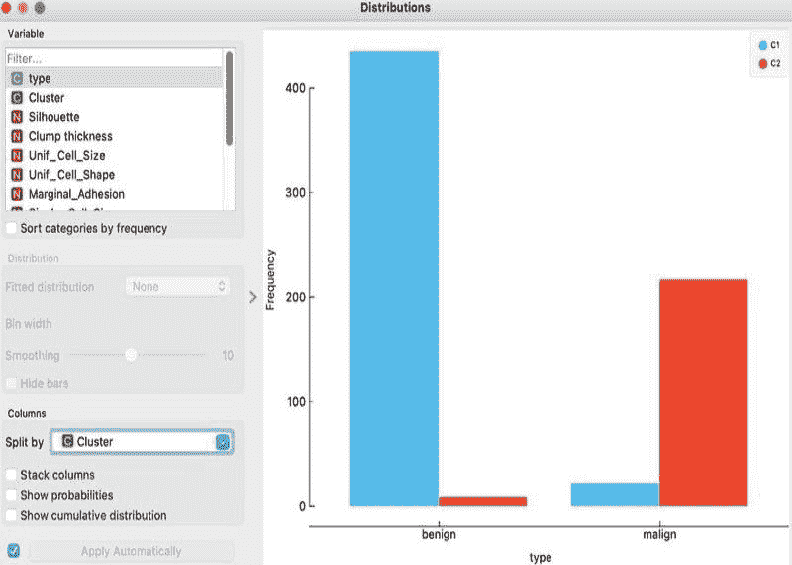 Distributions
Variable
Filter...
C type
C Cluster
N Silhouette
N Clump thickness
N Unif_Cell_Size
N Unif_Cell_Shape
N Marginal_Adhesion
Sort categories by frequency
Distribution
Fitted distribution None
Bin width
Smoothing 10
Hide bars
Columns
Split by C Cluster
Stack columns
Show probabilities
Show cumulative distribution
Apply Automatically
C1
C2
Frequency
400
300
200
100
0
benign malign
type